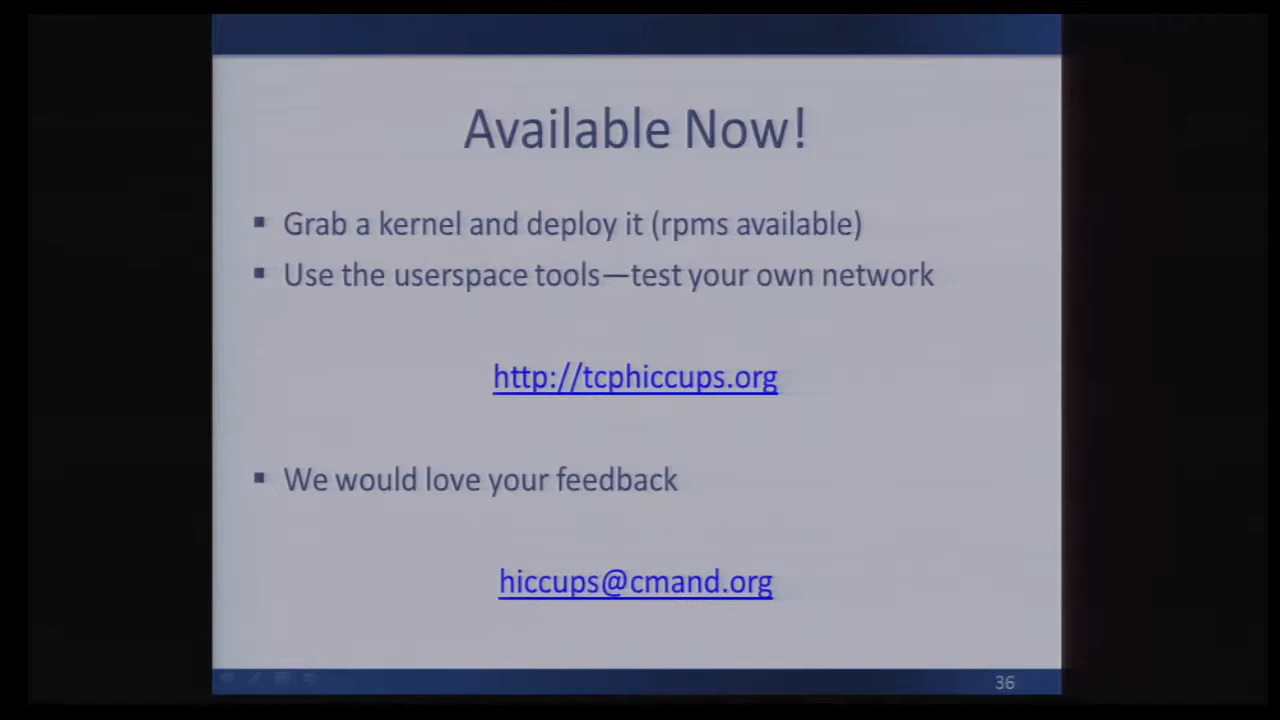 Available Now!
▪ Grab a kernel and deploy it (rpms available)
▪ Use the userspace tools—test your own network
http://tcphiccups.org
▪ We would love your feedback
hiccups@cmand.org
36